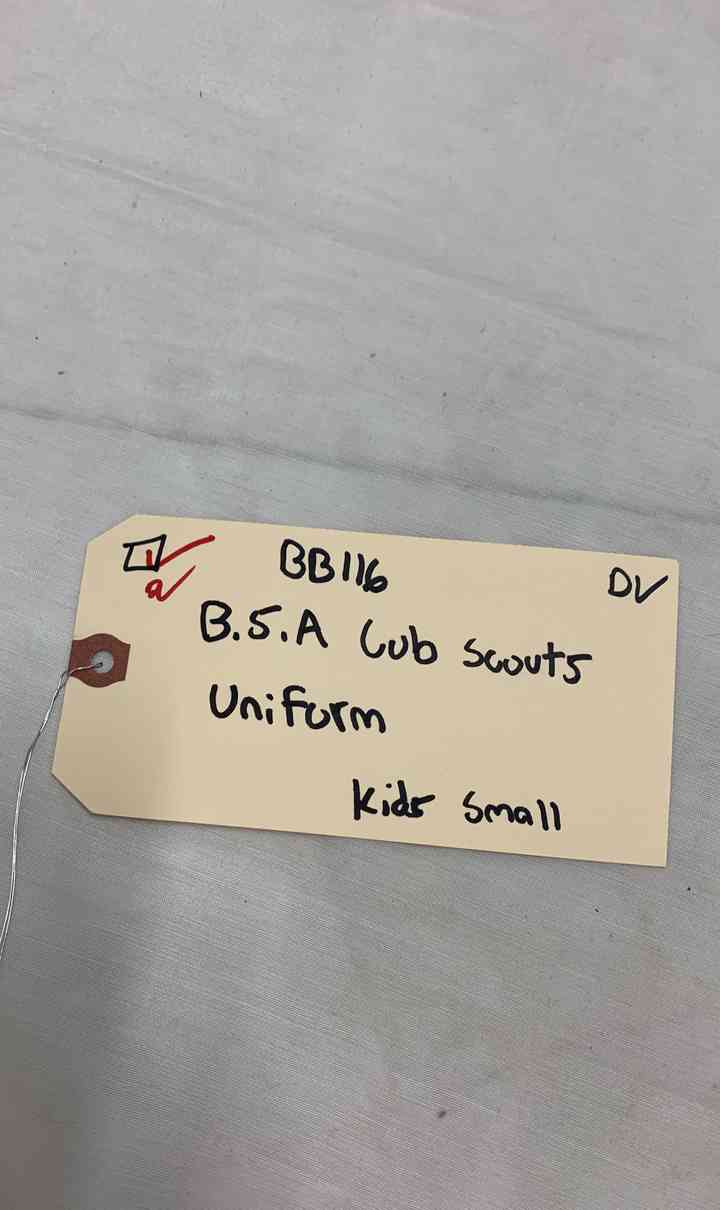 BB116 DV
B.S.A Cub Scouts
Uniform
Kids Small